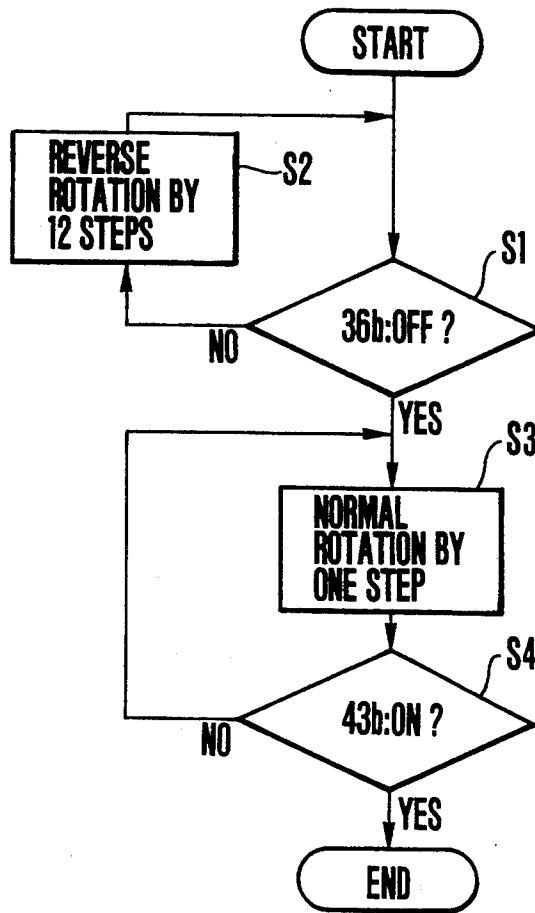 START
REVERSE
ROTATION BY
12 STEPS
S2
S1
36b:OFF ?
NO
YES
S3
NORMAL
ROTATION BY
ONE STEP
S4
43b:ON ?
NO
YES
END